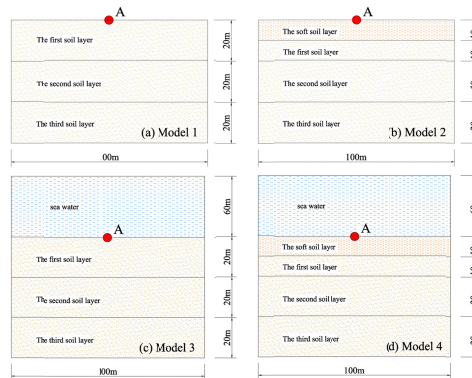 A
The first soil layer
20m
The second soil layer
20m
The third soil layer
20m
(a) Model 1
00m
A
The soft soil layer
The first soil layer
The second soil layer
The third soil layer
(b) Model 2
100m
sea water
60m
A
The first soil layer
20m
The second soil layer
20m
The third soil layer
20m
(c) Model 3
100m
sea water
A
The soft soil layer
The first soil layer
The second soil layer
The third soil layer
(d) Model 4
100m